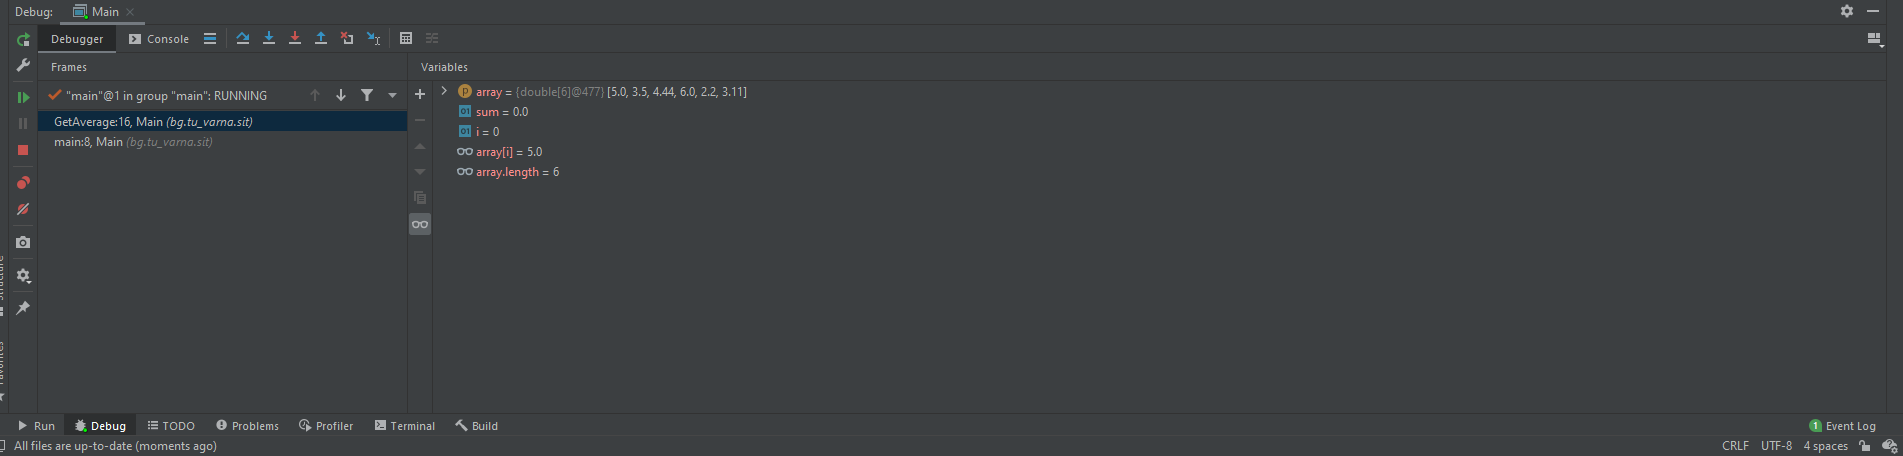 Debug: Main
Debugger Console
Frames
Variables
"main"@1 in group "main": RUNNING
GetAverage:16, Main (bg.tu_varna.sit)
main:8, Main (bg.tu_varna.sit)
array = {double[6]@477} [5.0, 3.5, 4.44, 6.0, 2.2, 3.11]
sum = 0.0
i = 0
array[i] = 5.0
array.length = 6
Structure
Favorites
Run Debug TODO Problems Profiler Terminal Build 1 Event Log
All files are up-to-date (moments ago) CRLF UTF-8 4 spaces